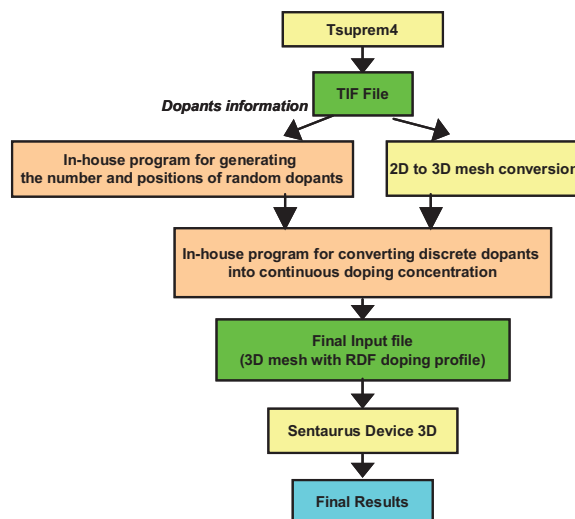 Tsuprem4
TIF File
Dopants information
In-house program for generating
the number and positions of random dopants
2D to 3D mesh conversion
In-house program for converting discrete dopants
into continuous doping concentration
Final Input file
(3D mesh with RDF doping profile)
Sentaurus Device 3D
Final Results